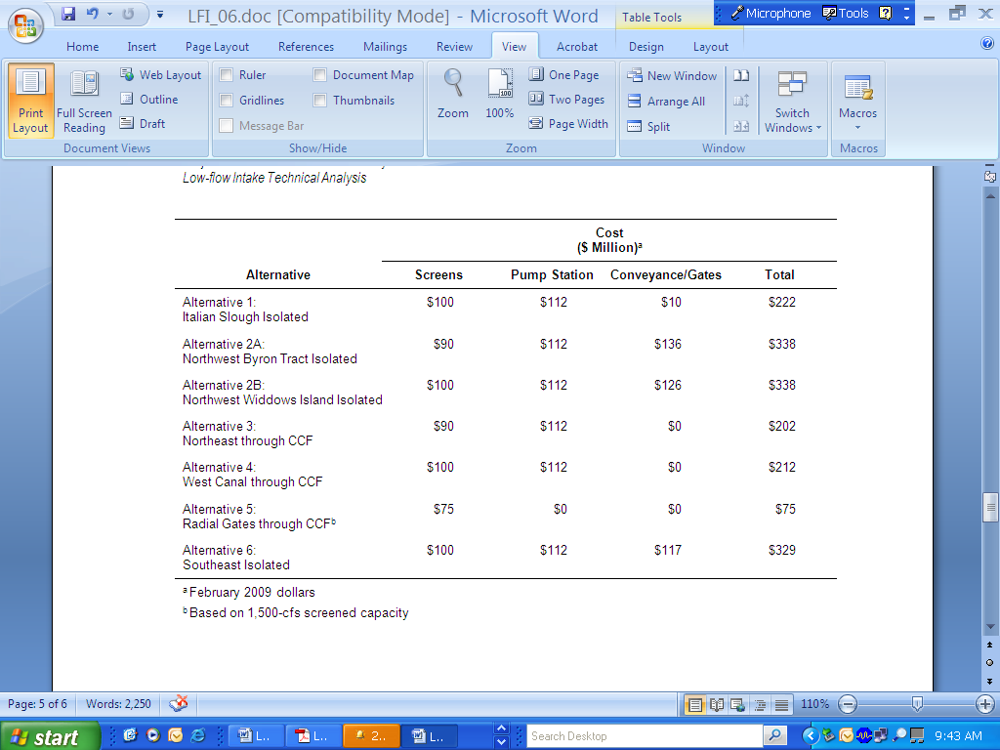 LFI_06.doc [Compatibility Mode] - Microsoft Word
Table Tools
Microphone Tools
Home Insert Page Layout References Mailings Review View Acrobat Design Layout
Print Layout
Full Screen Reading
Web Layout
Outline
Draft
Document Views
Ruler
Gridlines
Message Bar
Document Map
Thumbnails
Show/Hide
Zoom
100%
One Page
Two Pages
Page Width
Zoom
New Window
Arrange All
Split
Switch Windows
Window
Macros
Macros
Low-flow Intake Technical Analysis
Cost
($ Million)ᵃ
Alternative Screens Pump Station Conveyance/Gates Total
Alternative 1: $100 $112 $10 $222
Italian Slough Isolated
Alternative 2A: $90 $112 $136 $338
Northwest Byron Tract Isolated
Alternative 2B: $100 $112 $126 $338
Northwest Widdows Island Isolated
Alternative 3: $90 $112 $0 $202
Northeast through CCF
Alternative 4: $100 $112 $0 $212
West Canal through CCF
Alternative 5: $75 $0 $0 $75
Radial Gates through CCFᵇ
Alternative 6: $100 $112 $117 $329
Southeast Isolated
ᵃ February 2009 dollars
ᵇ Based on 1,500-cfs screened capacity
Page: 5 of 6 Words: 2,250 110%
start L.. L.. 2.. L.. Search Desktop 9:43 AM